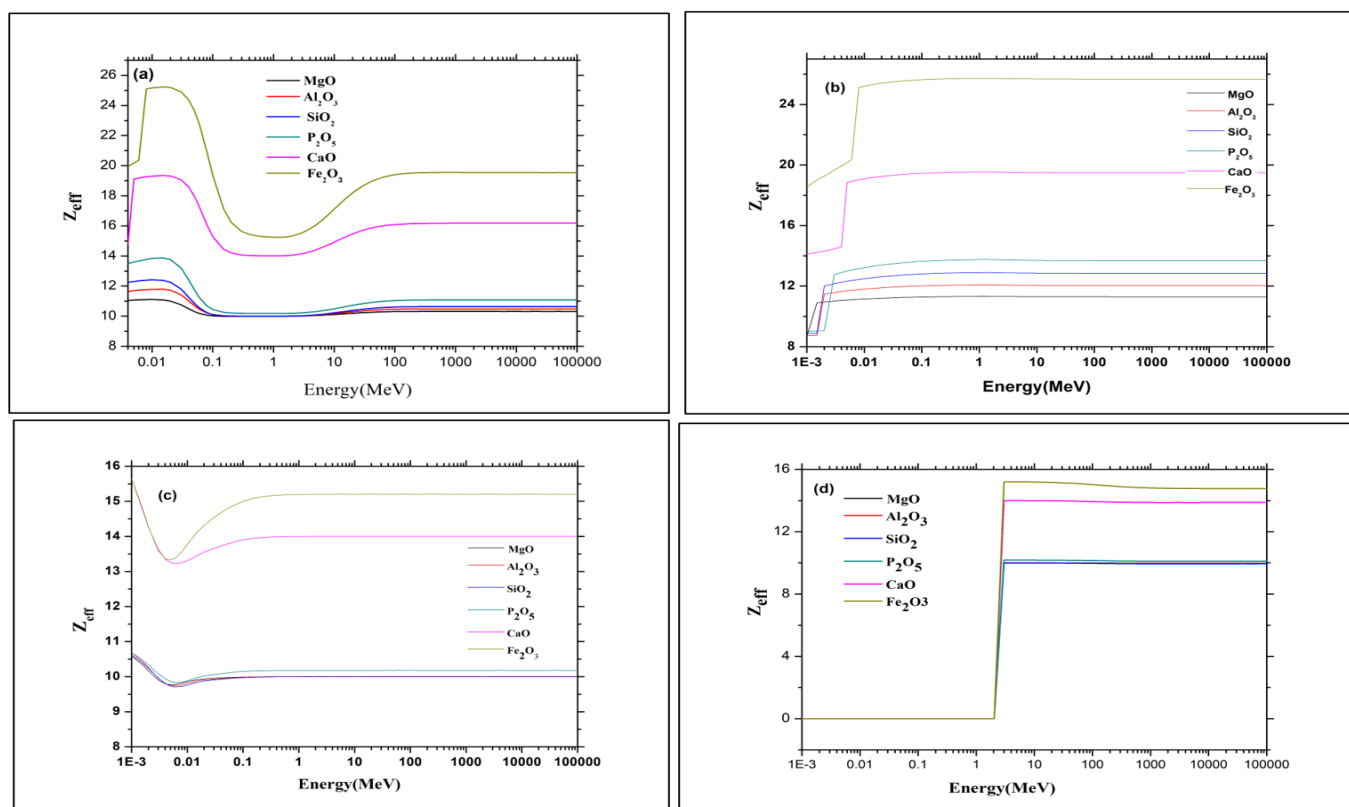 (a)
MgO
Al₂O₃
SiO₂
P₂O₅
CaO
Fe₂O₃
26
24
22
20
18
16
14
12
10
8
Zeff
0.01 0.1 1 10 100 1000 10000 100000
Energy(MeV)
(b)
MgO
Al₂O₃
SiO₂
P₂O₅
CaO
Fe₂O₃
24
20
16
12
8
Zeff
1E-3 0.01 0.1 1 10 100 1000 10000 100000
Energy(MeV)
(c)
MgO
Al₂O₃
SiO₂
P₂O₅
CaO
Fe₂O₃
16
15
14
13
12
11
10
9
8
Zeff
1E-3 0.01 0.1 1 10 100 1000 10000 100000
Energy(MeV)
(d)
MgO
Al₂O₃
SiO₂
P₂O₅
CaO
Fe₂O3
16
12
8
4
0
Zeff
1E-3 0.01 0.1 1 10 100 1000 10000 100000
Energy(MeV)